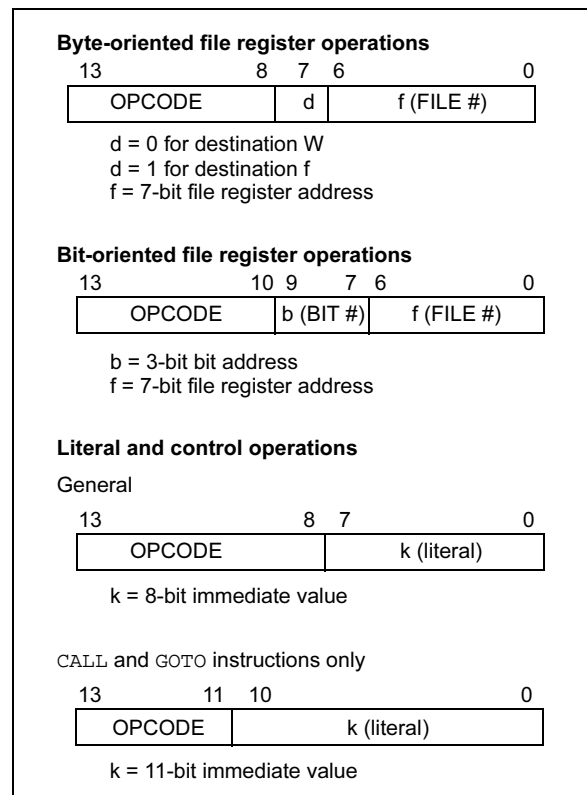 Byte-oriented file register operations
13 8 7 6 0
OPCODE d f (FILE #)
d = 0 for destination W
d = 1 for destination f
f = 7-bit file register address
Bit-oriented file register operations
13 10 9 7 6 0
OPCODE b (BIT #) f (FILE #)
b = 3-bit bit address
f = 7-bit file register address
Literal and control operations
General
13 8 7 0
OPCODE k (literal)
k = 8-bit immediate value
CALL and GOTO instructions only
13 11 10 0
OPCODE k (literal)
k = 11-bit immediate value